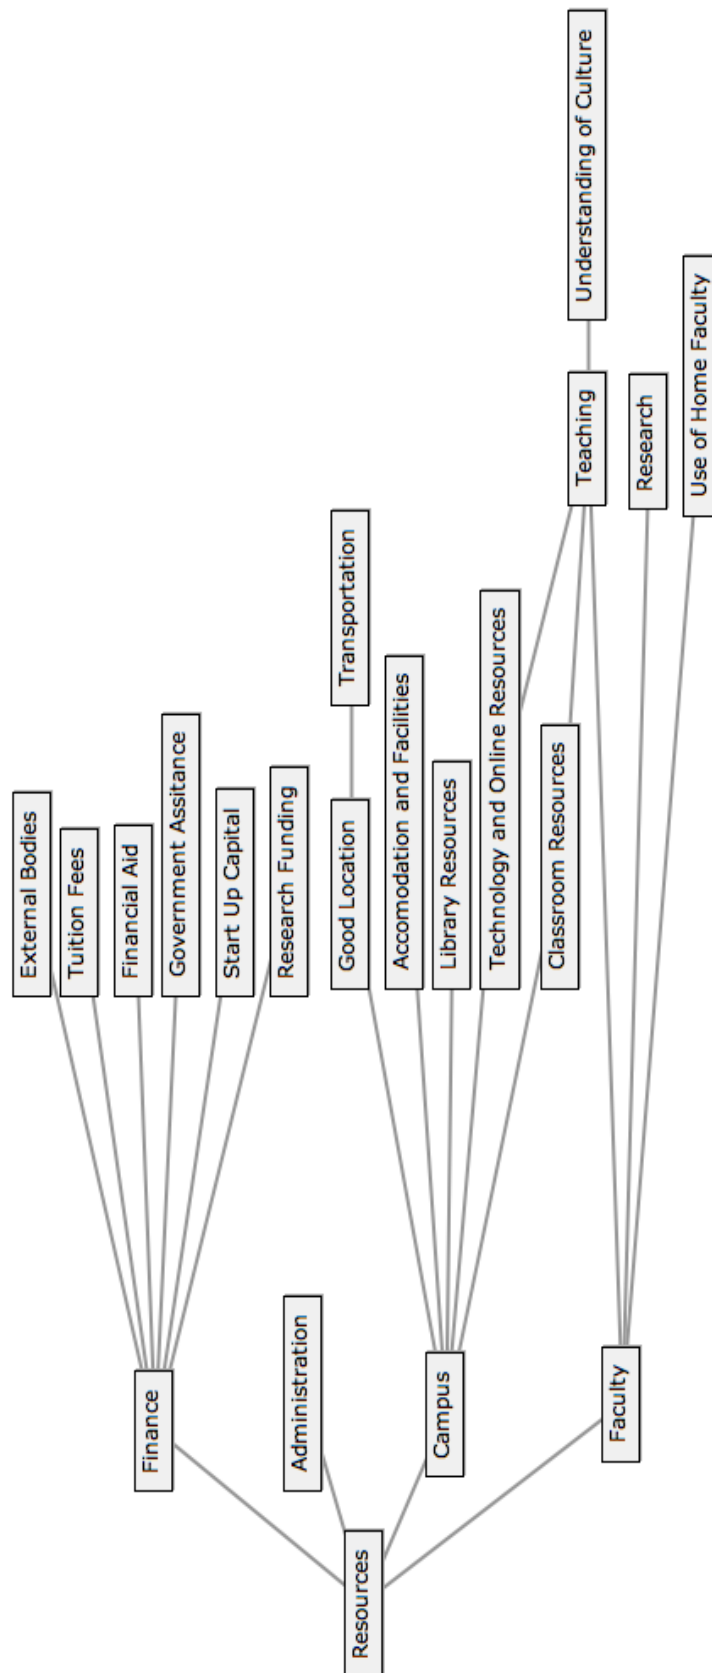 Resources
Finance
Administration
Campus
Faculty
External Bodies
Tuition Fees
Financial Aid
Government Assitance
Start Up Capital
Research Funding
Good Location
Accomodation and Facilities
Library Resources
Technology and Online Resources
Classroom Resources
Transportation
Teaching
Research
Use of Home Faculty
Understanding of Culture